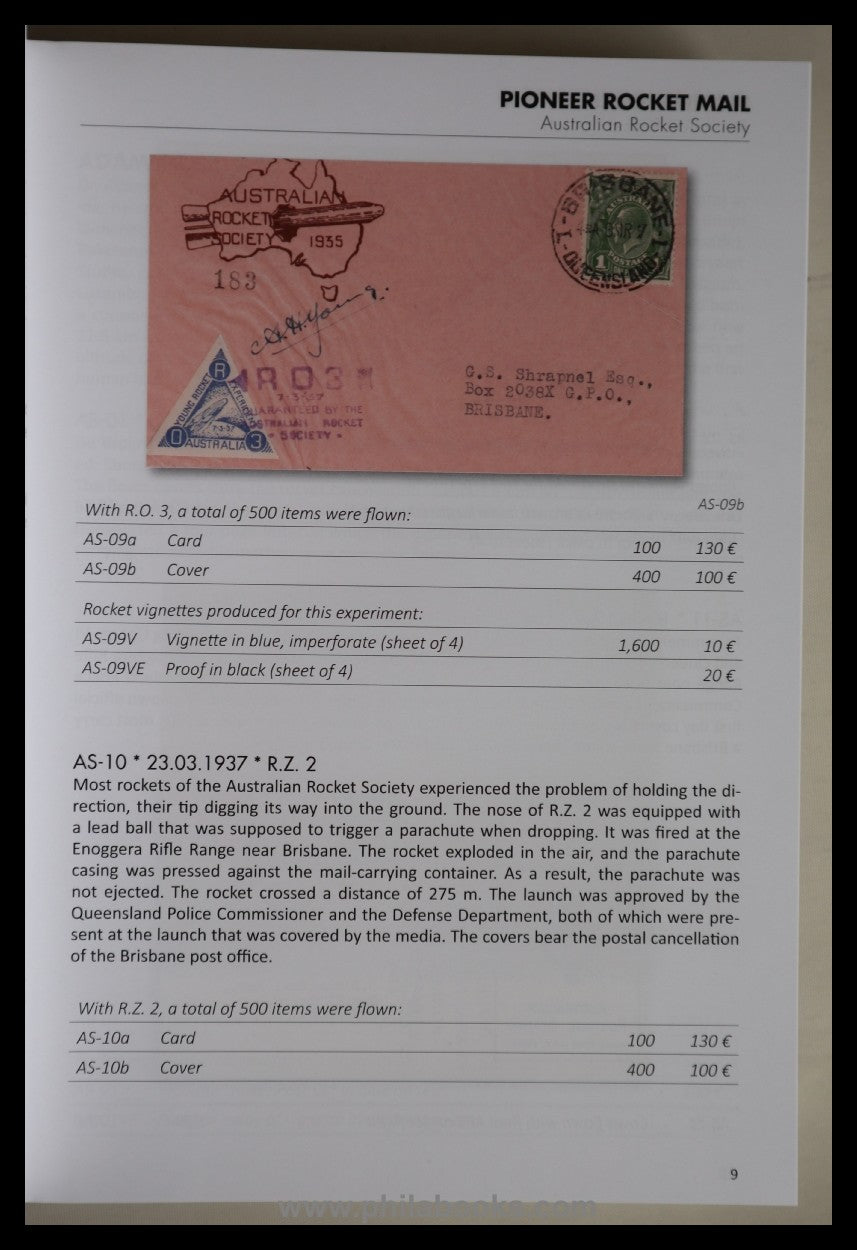 PIONEER ROCKET MAIL
Australian Rocket Society
AUSTRALIAN
ROCKET
SOCIETY 1935
183
BRISBANE
QUEENSLAND
1
A.H. Young.
YOUNG ROCKET
R
O
3
7-3-37
AUSTRALIA
R O 3
7-3-37
GUARANTEED BY THE
AUSTRALIAN ROCKET
SOCIETY
G.S. Shrapnel Esq.,
Box 2038X G.P.O.,
BRISBANE.
AS-09b
With R.O. 3, a total of 500 items were flown:
AS-09a Card 100 130 €
AS-09b Cover 400 100 €
Rocket vignettes produced for this experiment:
AS-09V Vignette in blue, imperforate (sheet of 4) 1,600 10 €
AS-09VE Proof in black (sheet of 4) 20 €
AS-10 * 23.03.1937 * R.Z. 2
Most rockets of the Australian Rocket Society experienced the problem of holding the di-
rection, their tip digging its way into the ground. The nose of R.Z. 2 was equipped with
a lead ball that was supposed to trigger a parachute when dropping. It was fired at the
Enoggera Rifle Range near Brisbane. The rocket exploded in the air, and the parachute
casing was pressed against the mail-carrying container. As a result, the parachute was
not ejected. The rocket crossed a distance of 275 m. The launch was approved by the
Queensland Police Commissioner and the Defense Department, both of which were pre-
sent at the launch that was covered by the media. The covers bear the postal cancellation
of the Brisbane post office.
With R.Z. 2, a total of 500 items were flown:
AS-10a Card 100 130 €
AS-10b Cover 400 100 €
9
www.philabooks.com